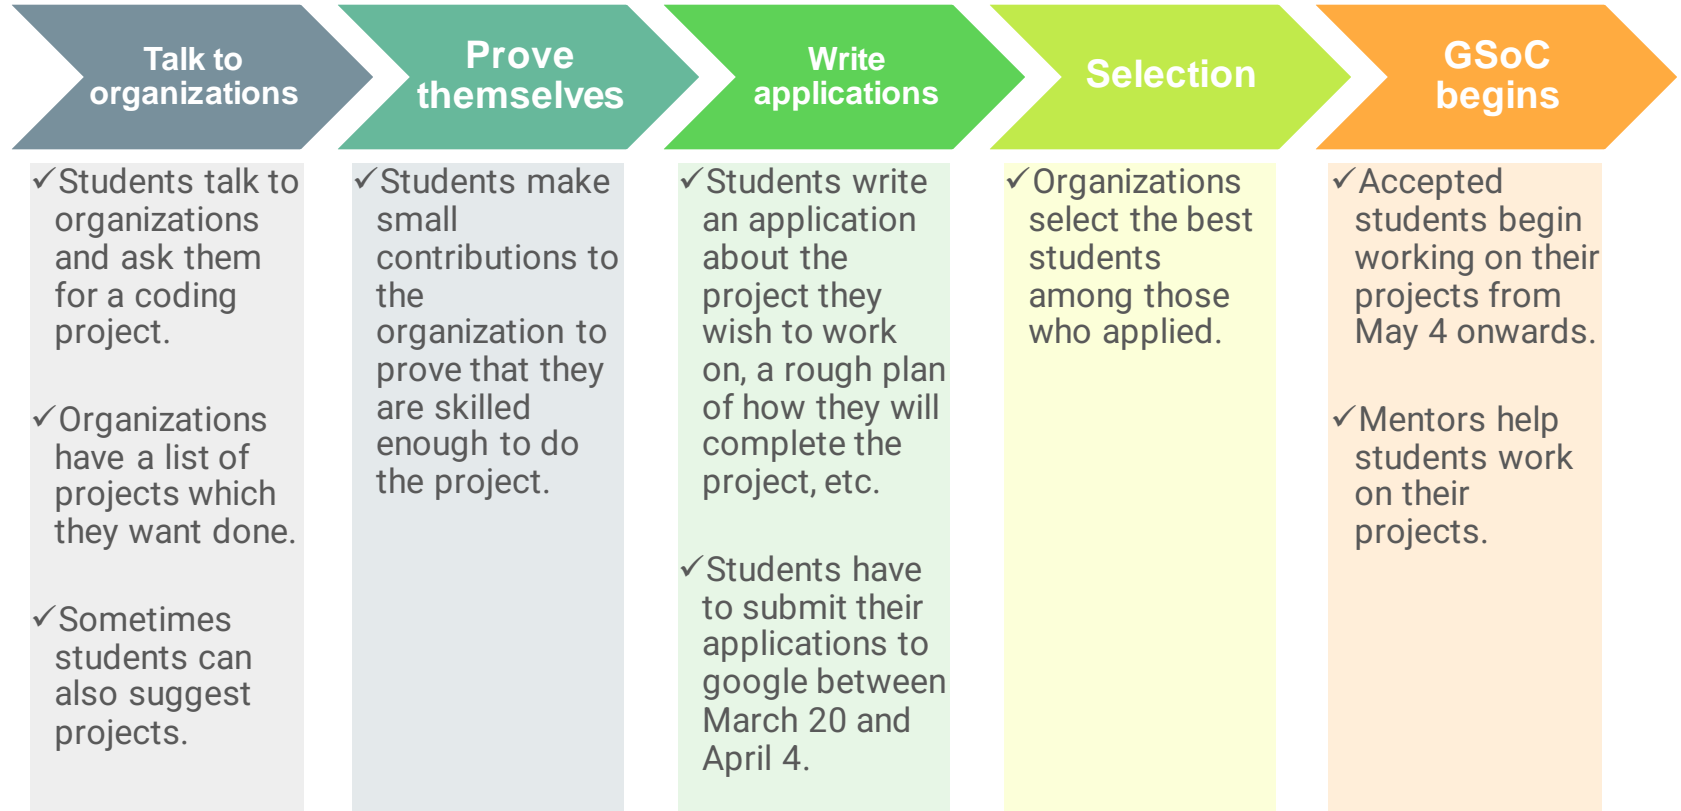 Talk to
organizations
Prove
themselves
Write
applications
Selection
GSoC
begins
✓Students talk to
organizations
and ask them
for a coding
project.
✓Organizations
have a list of
projects which
they want done.
✓Sometimes
students can
also suggest
projects.
✓Students make
small
contributions to
the
organization to
prove that they
are skilled
enough to do
the project.
✓Students write
an application
about the
project they
wish to work
on, a rough plan
of how they will
complete the
project, etc.
✓Students have
to submit their
applications to
google between
March 20 and
April 4.
✓Organizations
select the best
students
among those
who applied.
✓Accepted
students begin
working on their
projects from
May 4 onwards.
✓Mentors help
students work
on their
projects.